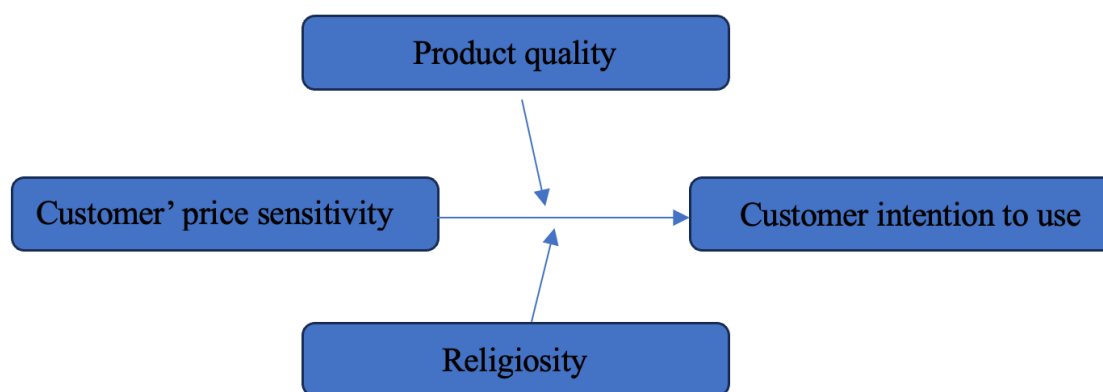 Product quality
Customer’ price sensitivity
Customer intention to use
Religiosity